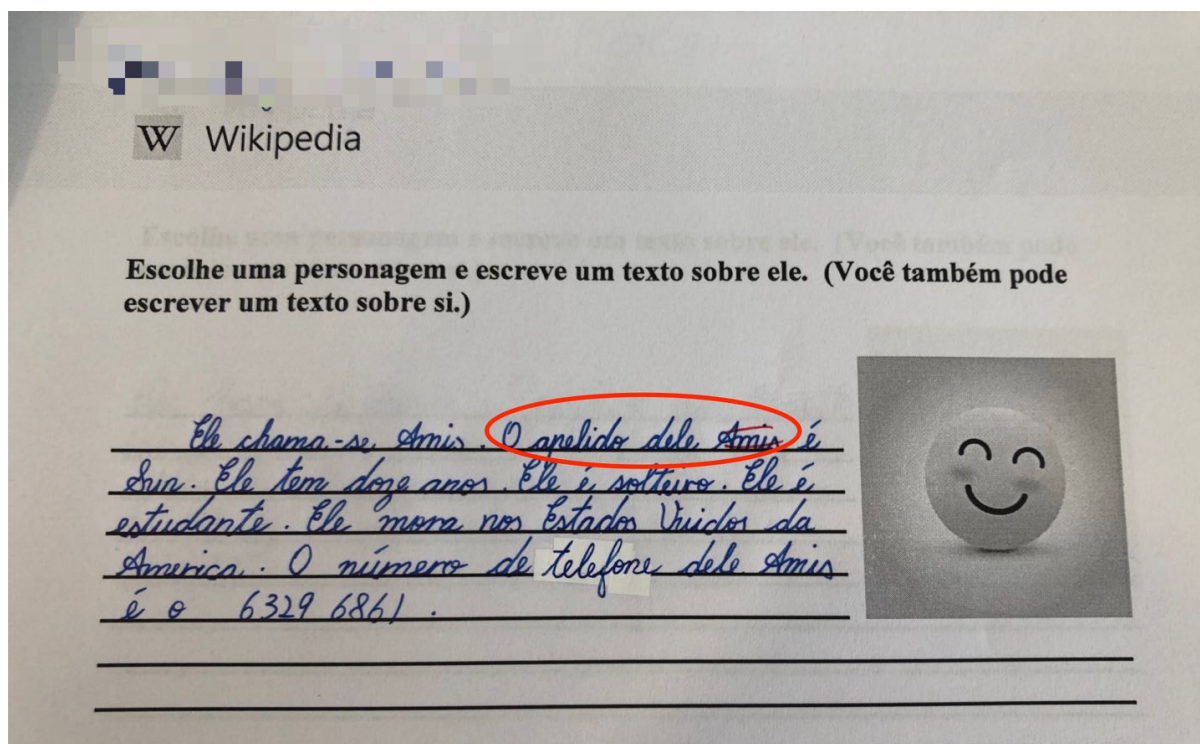 W Wikipedia
Escolhe uma personagem e escreve um texto sobre ele. (Você também pode
escrever um texto sobre si.)
Ele chama-se Amis. O apelido dele Amis é
Sun. Ele tem doze anos. Ele é solteiro. Ele é
estudante. Ele mora nos Estados Unidos da
America. O número de telefone dele Amis
é o 6329 6861.